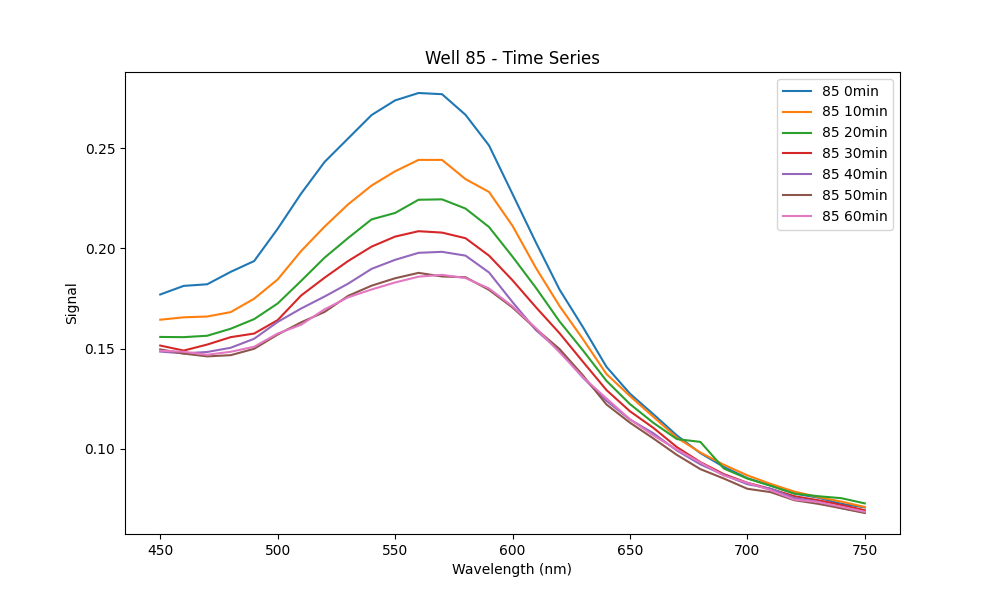 Well 85 - Time Series
85 0min
85 10min
85 20min
85 30min
85 40min
85 50min
85 60min
0.25
0.20
0.15
0.10
Signal
450 500 550 600 650 700 750
Wavelength (nm)